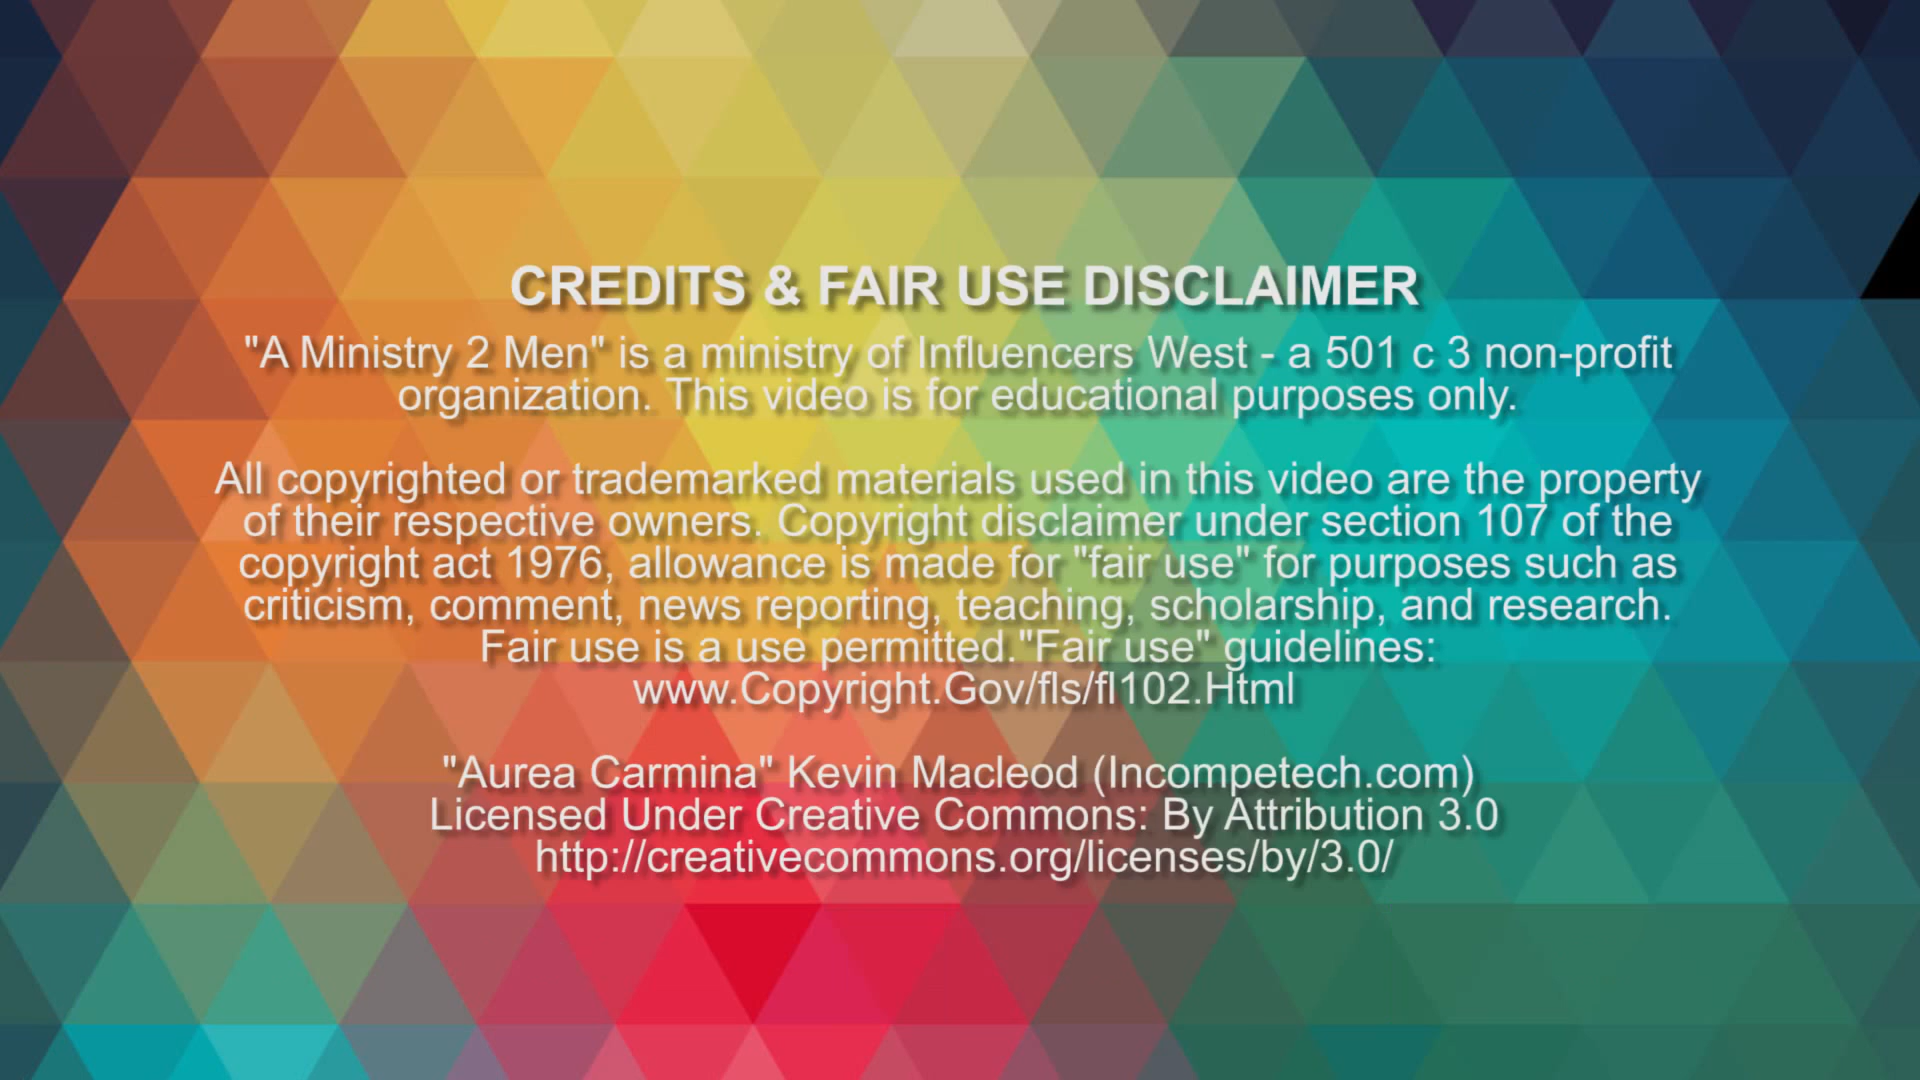 CREDITS & FAIR USE DISCLAIMER
"A Ministry 2 Men" is a ministry of Influencers West - a 501 c 3 non-profit
organization. This video is for educational purposes only.
All copyrighted or trademarked materials used in this video are the property
of their respective owners. Copyright disclaimer under section 107 of the
copyright act 1976, allowance is made for "fair use" for purposes such as
criticism, comment, news reporting, teaching, scholarship, and research.
Fair use is a use permitted."Fair use" guidelines:
www.Copyright.Gov/fls/fl102.Html
"Aurea Carmina" Kevin Macleod (Incompetech.com)
Licensed Under Creative Commons: By Attribution 3.0
http://creativecommons.org/licenses/by/3.0/